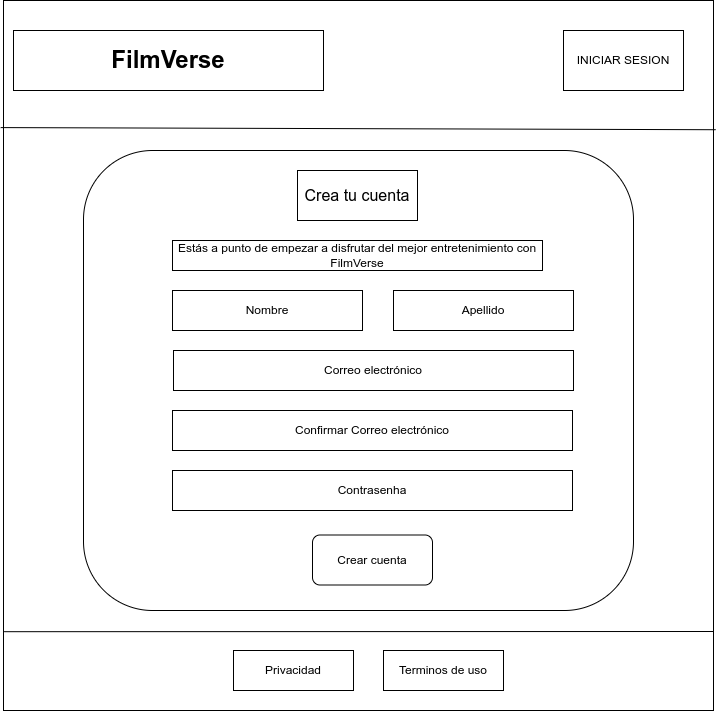 FilmVerse
INICIAR SESION
Crea tu cuenta
Estás a punto de empezar a disfrutar del mejor entretenimiento con
FilmVerse
Nombre
Apellido
Correo electrónico
Confirmar Correo electrónico
Contrasenha
Crear cuenta
Privacidad
Terminos de uso